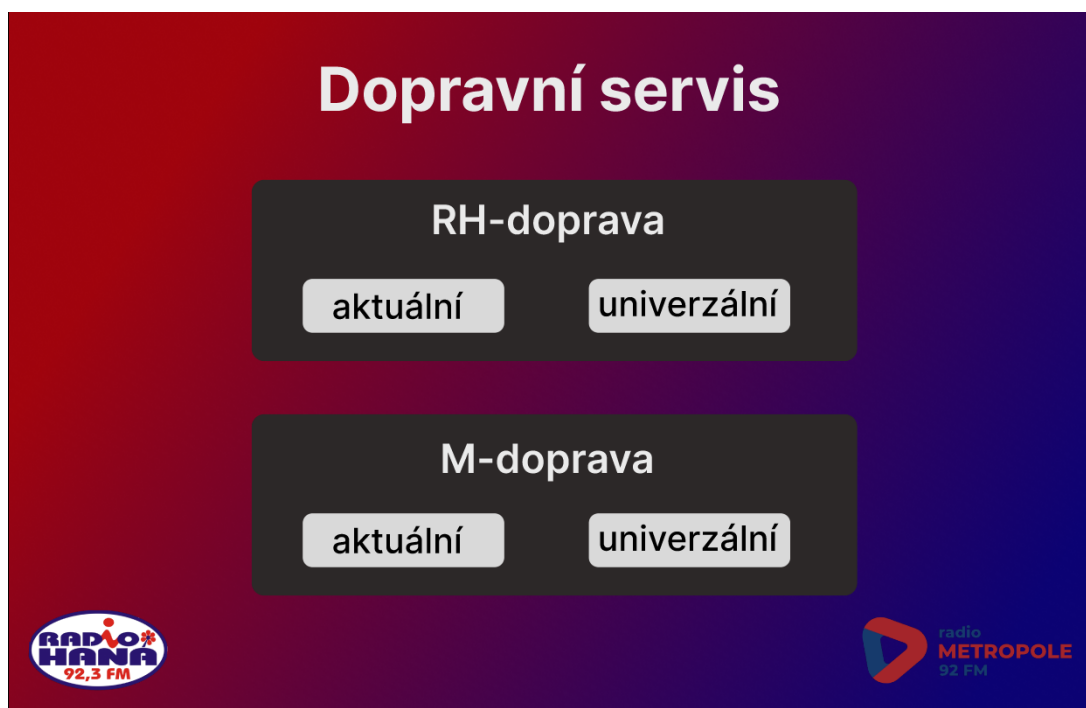 Dopravní servis
RH-doprava
aktuální
univerzální
M-doprava
aktuální
univerzální
RADIO
HANÁ
92,3 FM
radio
METROPOLE
92 FM